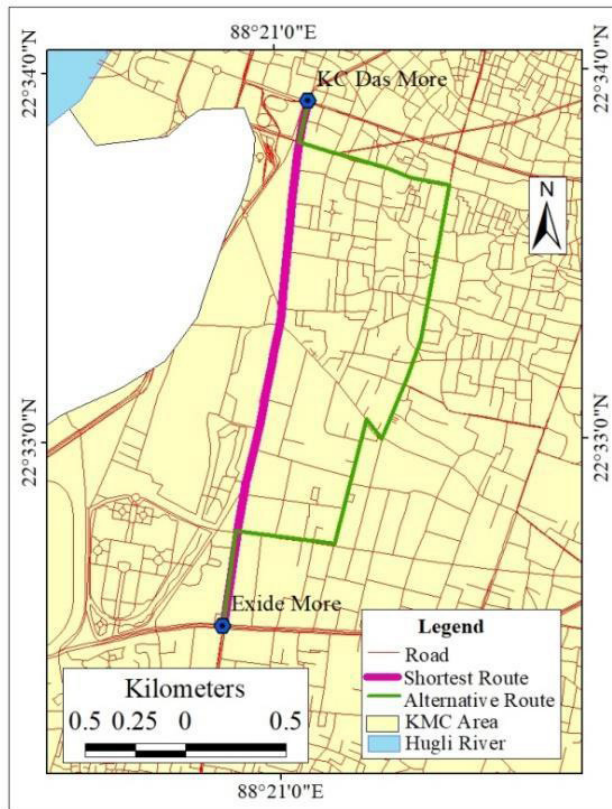 88°21'0"E
22°34'0"N
22°34'0"N
KC Das More
N
22°33'0"N
22°33'0"N
Exide More
Legend
Road
Shortest Route
Alternative Route
KMC Area
Hugli River
Kilometers
0.5 0.25 0 0.5
88°21'0"E